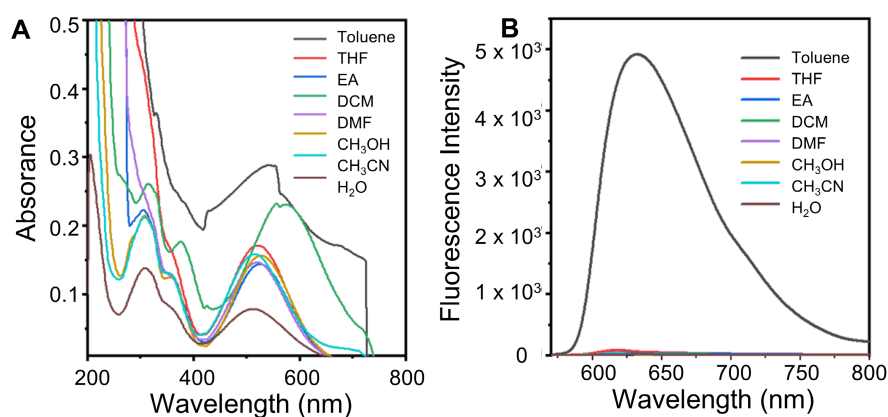 A
Absorance
0.5
0.4
0.3
0.2
0.1
200
400
600
800
Wavelength (nm)
Toluene
THF
EA
DCM
DMF
CH₃OH
CH₃CN
H₂O
B
Fluorescence Intensity
5 x 10³
4 x 10³
3 x 10³
2 x 10³
1 x 10³
0
600
650
700
750
800
Wavelength (nm)
Toluene
THF
EA
DCM
DMF
CH₃OH
CH₃CN
H₂O